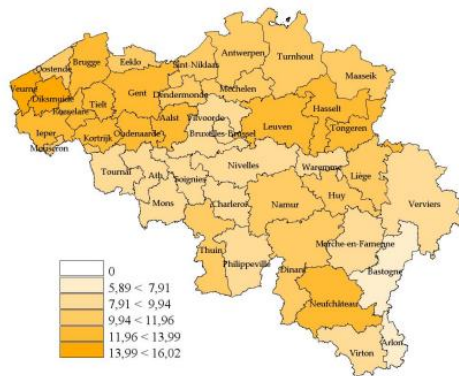 Oostende
Brugge
Eeklo
Sint-Niklaas
Antwerpen
Turnhout
Maaseik
Veurne
Diksmuide
Roeselare
Tielt
Gent
Dendermonde
Mechelen
Hasselt
Ieper
Kortrijk
Oudenaarde
Aalst
Vilvoorde
Bruxelles-Brussel
Leuven
Tongeren
Mouscron
Tournai
Ath
Soignies
Nivelles
Waremme
Liège
Verviers
Mons
Charleroi
Namur
Huy
Thuin
Philippeville
Dinant
Marche-en-Famenne
Bastogne
Neufchâteau
Virton
Arlon
0
5,89 < 7,91
7,91 < 9,94
9,94 < 11,96
11,96 < 13,99
13,99 < 16,02